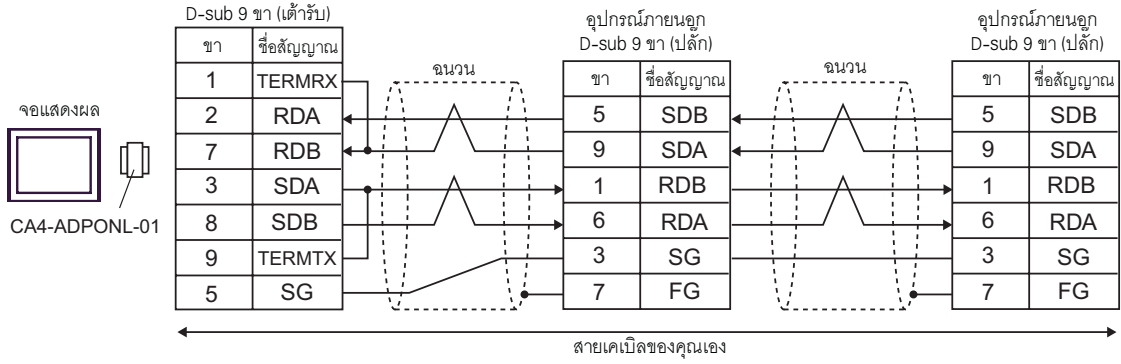 D-sub 9 ขา (เต้ารับ)
ขา ชื่อสัญญาณ
1 TERMRX
2 RDA
7 RDB
3 SDA
8 SDB
9 TERMTX
5 SG
จอแสดงผล
CA4-ADPONL-01
ฉนวน
อุปกรณ์ภายนอก
D-sub 9 ขา (ปลั๊ก)
ขา ชื่อสัญญาณ
5 SDB
9 SDA
1 RDB
6 RDA
3 SG
7 FG
ฉนวน
อุปกรณ์ภายนอก
D-sub 9 ขา (ปลั๊ก)
ขา ชื่อสัญญาณ
5 SDB
9 SDA
1 RDB
6 RDA
3 SG
7 FG
สายเคเบิลของคุณเอง